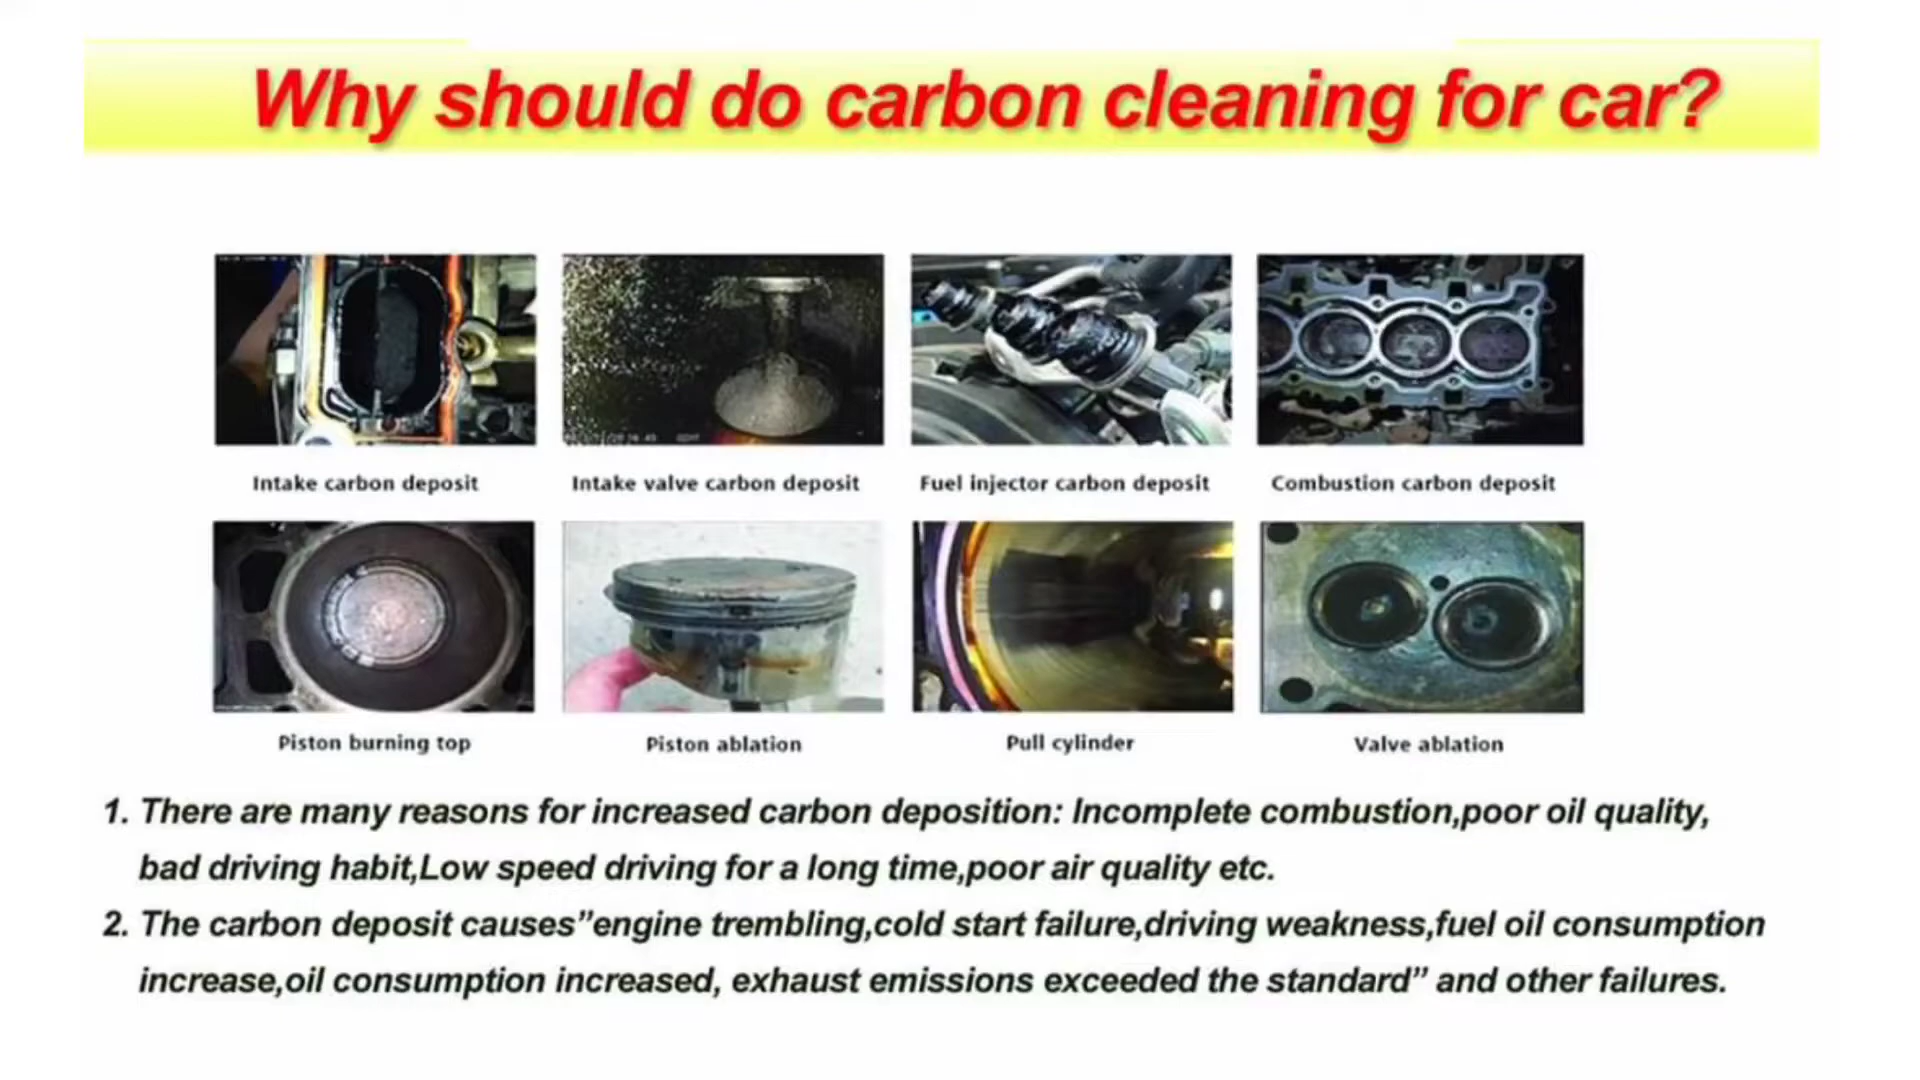 Why should do carbon cleaning for car?
Intake carbon deposit
Intake valve carbon deposit
Fuel injector carbon deposit
Combustion carbon deposit
Piston burning top
Piston ablation
Pull cylinder
Valve ablation
1. There are many reasons for increased carbon deposition: Incomplete combustion,poor oil quality,
bad driving habit,Low speed driving for a long time,poor air quality etc.
2. The carbon deposit causes”engine trembling,cold start failure,driving weakness,fuel oil consumption
increase,oil consumption increased, exhaust emissions exceeded the standard” and other failures.